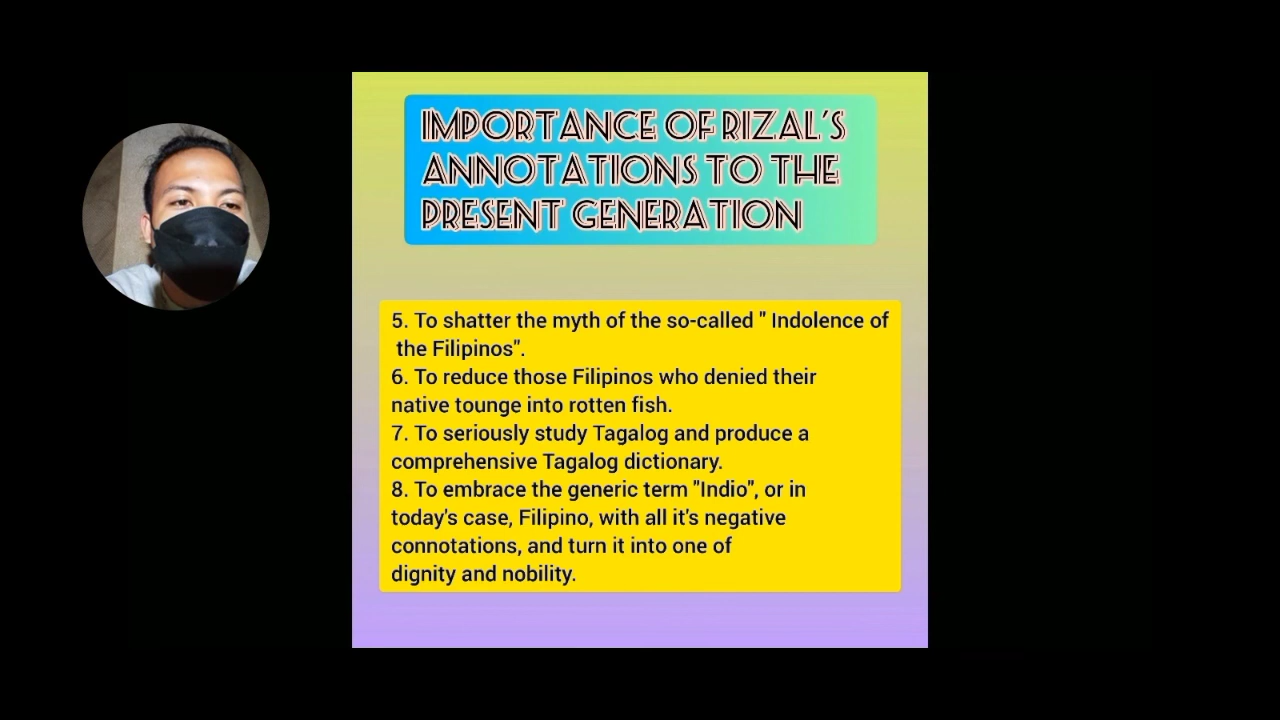 IMPORTANCE OF RIZAL'S
ANNOTATIONS TO THE
PRESENT GENERATION
5. To shatter the myth of the so-called " Indolence of
the Filipinos".
6. To reduce those Filipinos who denied their
native tounge into rotten fish.
7. To seriously study Tagalog and produce a
comprehensive Tagalog dictionary.
8. To embrace the generic term "Indio", or in
today's case, Filipino, with all it's negative
connotations, and turn it into one of
dignity and nobility.